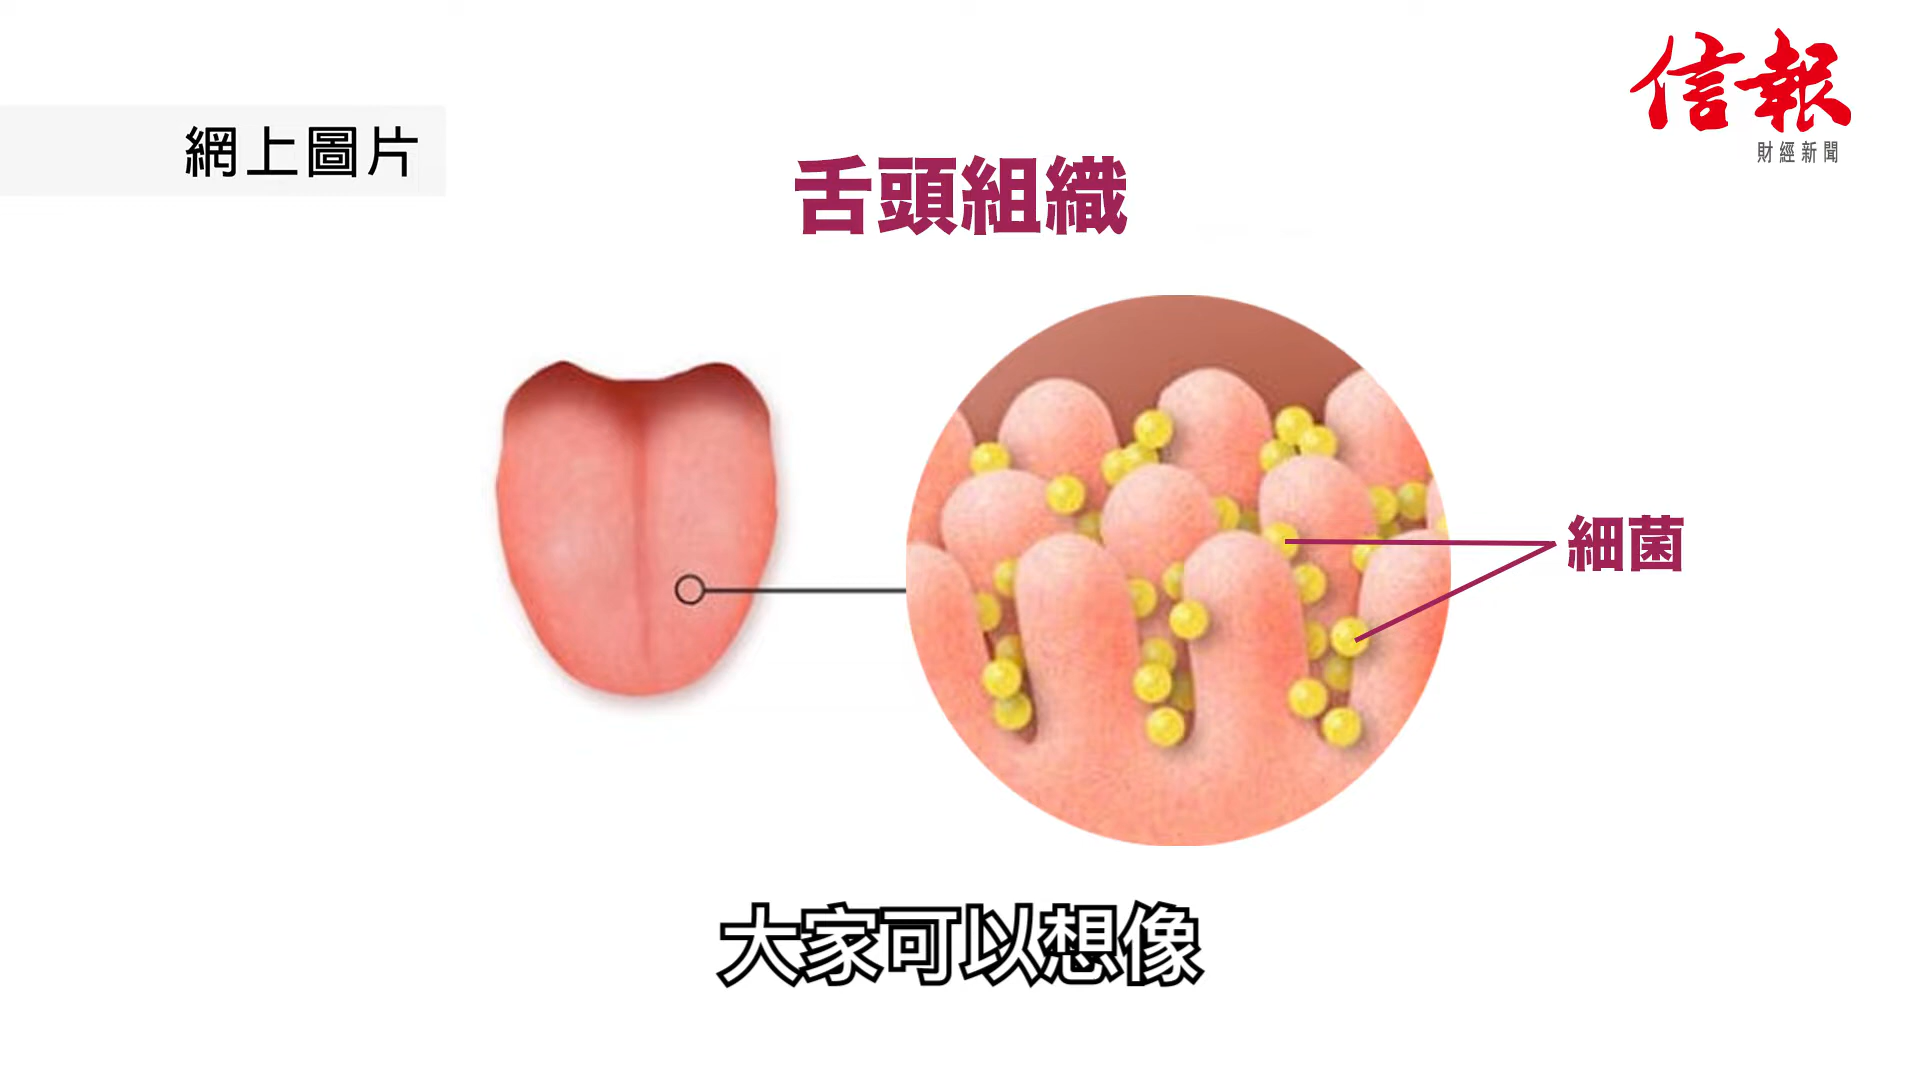 信報
財經新聞
網上圖片
舌頭組織
細菌
大家可以想像